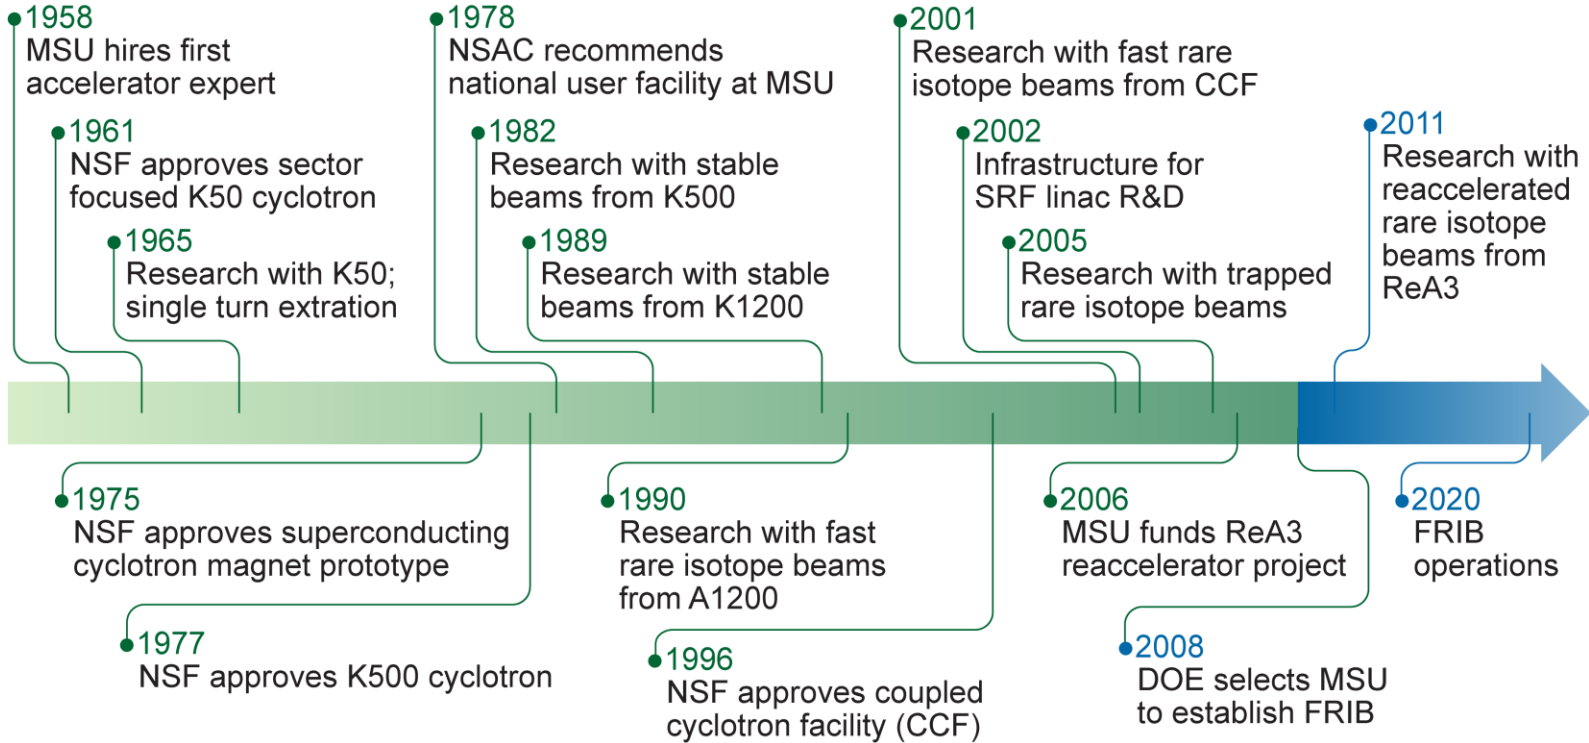 1958
MSU hires first
accelerator expert
1961
NSF approves sector
focused K50 cyclotron
1965
Research with K50;
single turn extration
1978
NSAC recommends
national user facility at MSU
1982
Research with stable
beams from K500
1989
Research with stable
beams from K1200
2001
Research with fast rare
isotope beams from CCF
2002
Infrastructure for
SRF linac R&D
2005
Research with trapped
rare isotope beams
2011
Research with
reaccelerated
rare isotope
beams from
ReA3
1975
NSF approves superconducting
cyclotron magnet prototype
1977
NSF approves K500 cyclotron
1990
Research with fast
rare isotope beams
from A1200
1996
NSF approves coupled
cyclotron facility (CCF)
2006
MSU funds ReA3
reaccelerator project
2008
DOE selects MSU
to establish FRIB
2020
FRIB
operations